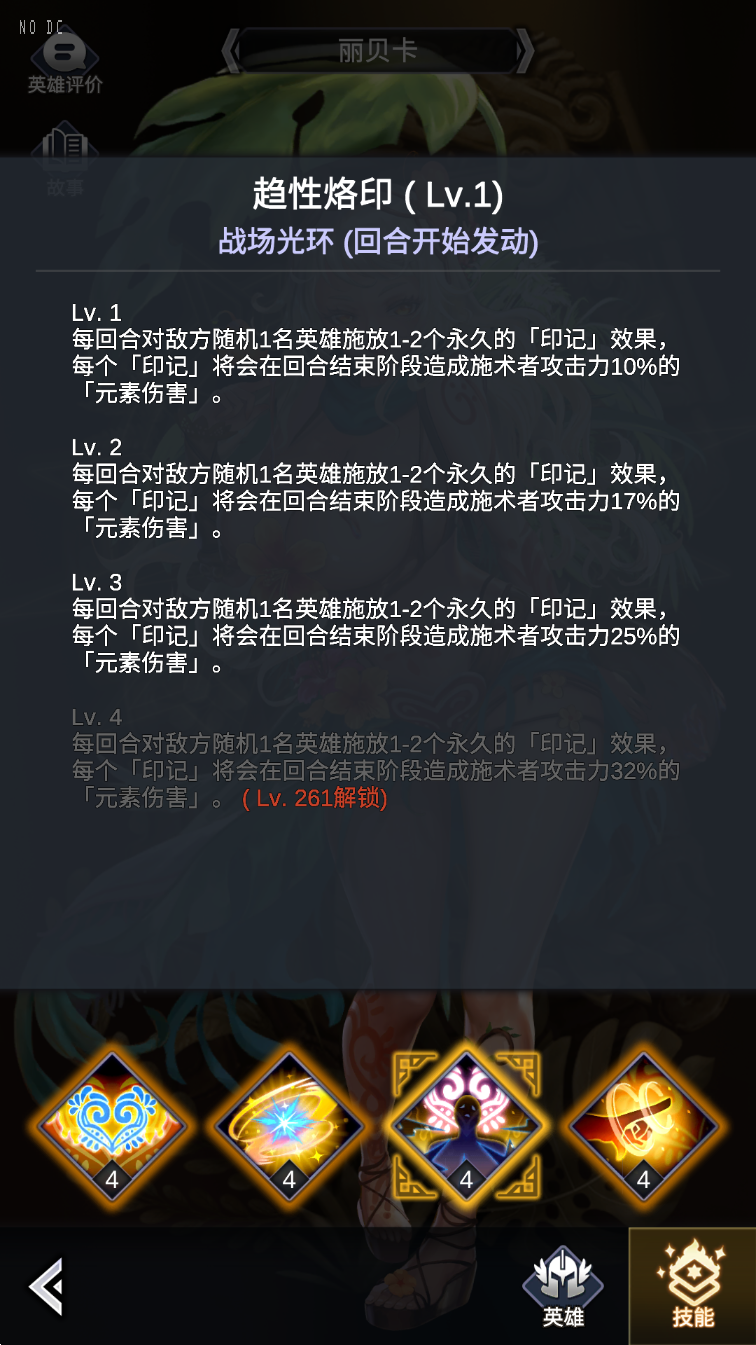 NO DC
丽贝卡
英雄评价
故事
趋性烙印 ( Lv.1)
战场光环 (回合开始发动)
Lv. 1
每回合对敌方随机1名英雄施放1-2个永久的「印记」效果，
每个「印记」将会在回合结束阶段造成施术者攻击力10%的
「元素伤害」。
Lv. 2
每回合对敌方随机1名英雄施放1-2个永久的「印记」效果，
每个「印记」将会在回合结束阶段造成施术者攻击力17%的
「元素伤害」。
Lv. 3
每回合对敌方随机1名英雄施放1-2个永久的「印记」效果，
每个「印记」将会在回合结束阶段造成施术者攻击力25%的
「元素伤害」。
Lv. 4
每回合对敌方随机1名英雄施放1-2个永久的「印记」效果，
每个「印记」将会在回合结束阶段造成施术者攻击力32%的
「元素伤害」。 ( Lv. 261解锁)
4 4 4 4
英雄 技能